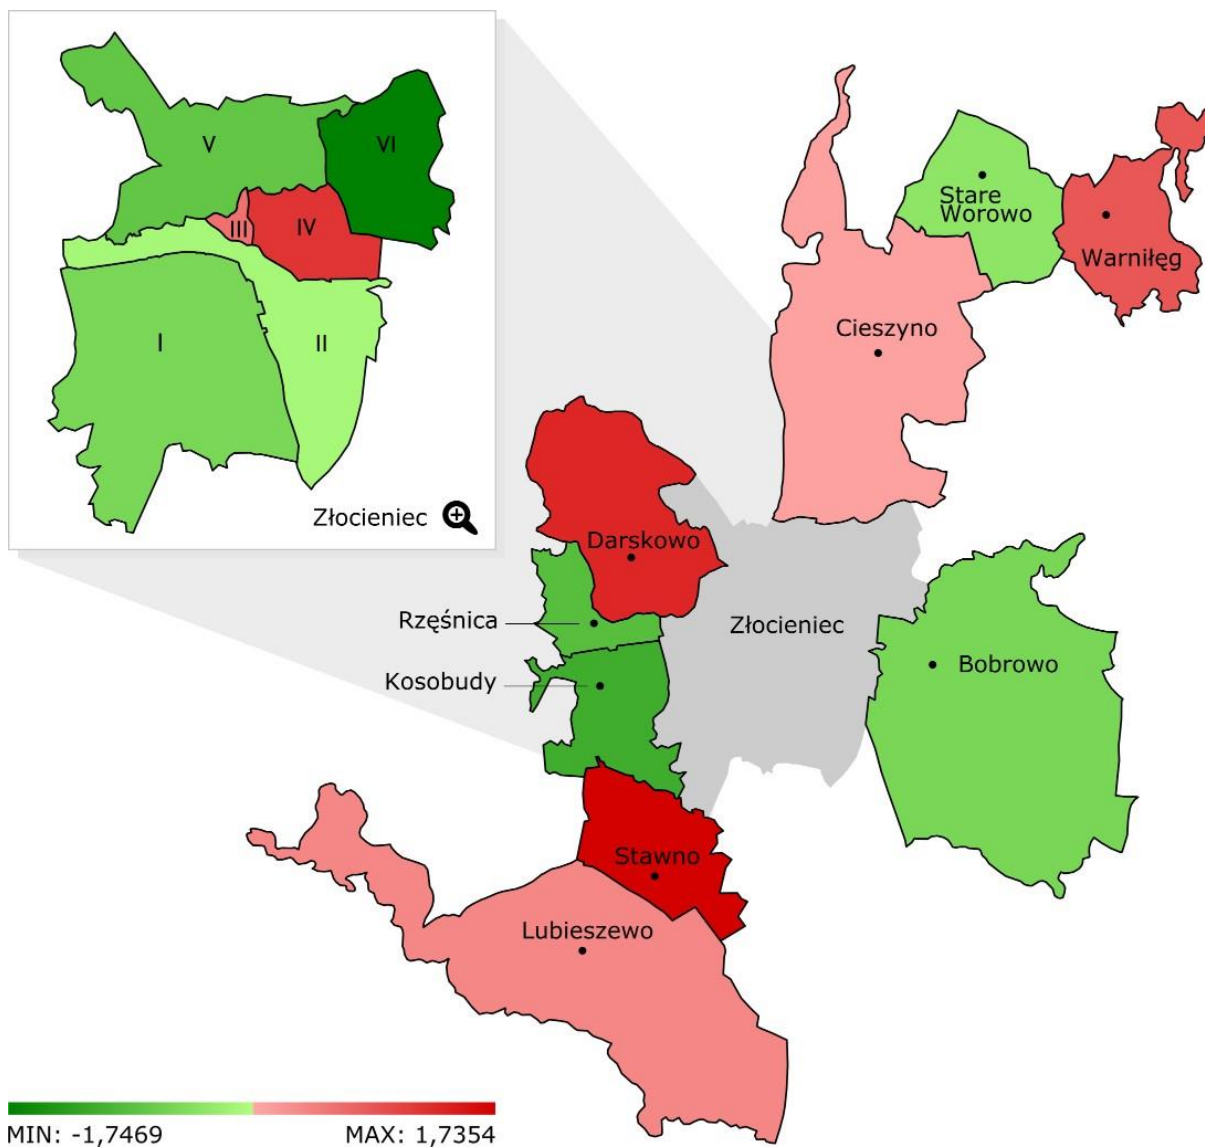 V
VI
III
IV
I
II
Złocieniec
Stare
Worowo
Warniłęg
Cieszyno
Darskowo
Rzęśnica
Złocieniec
Kosobudy
Bobrowo
Stawno
Lubieszewo
MIN: -1,7469
MAX: 1,7354